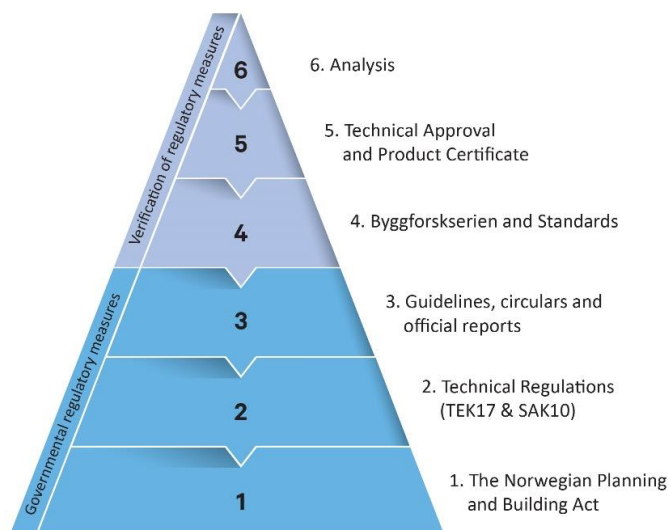 Verification of regulatory measures
Governmental regulatory measures
6
6. Analysis
5
5. Technical Approval
and Product Certificate
4
4. Byggforskserien and Standards
3
3. Guidelines, circulars and
official reports
2
2. Technical Regulations
(TEK17 & SAK10)
1
1. The Norwegian Planning
and Building Act